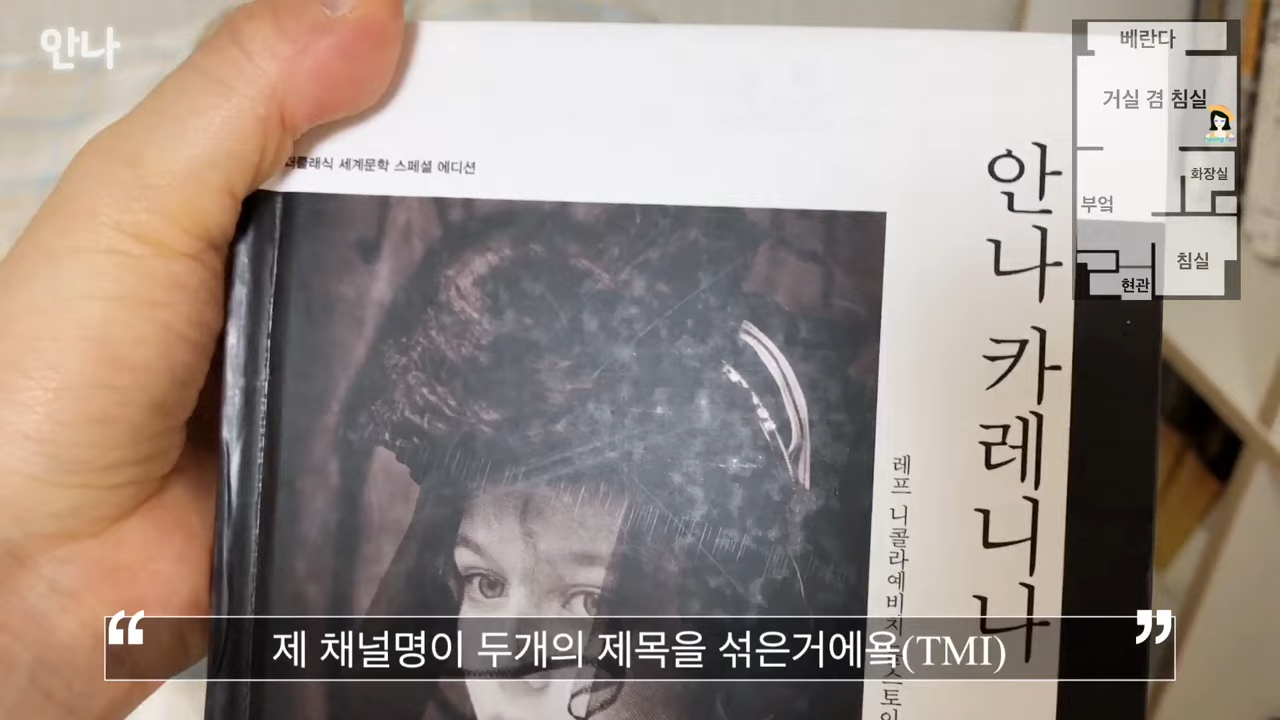 안나
베란다
거실 겸 침실
화장실
부엌
침실
현관
클래식 세계문학 스페셜 에디션
안나 카레니나
레프 니콜라예비치
제 채널명이 두개의 제목을 섞은거에욬(TMI)